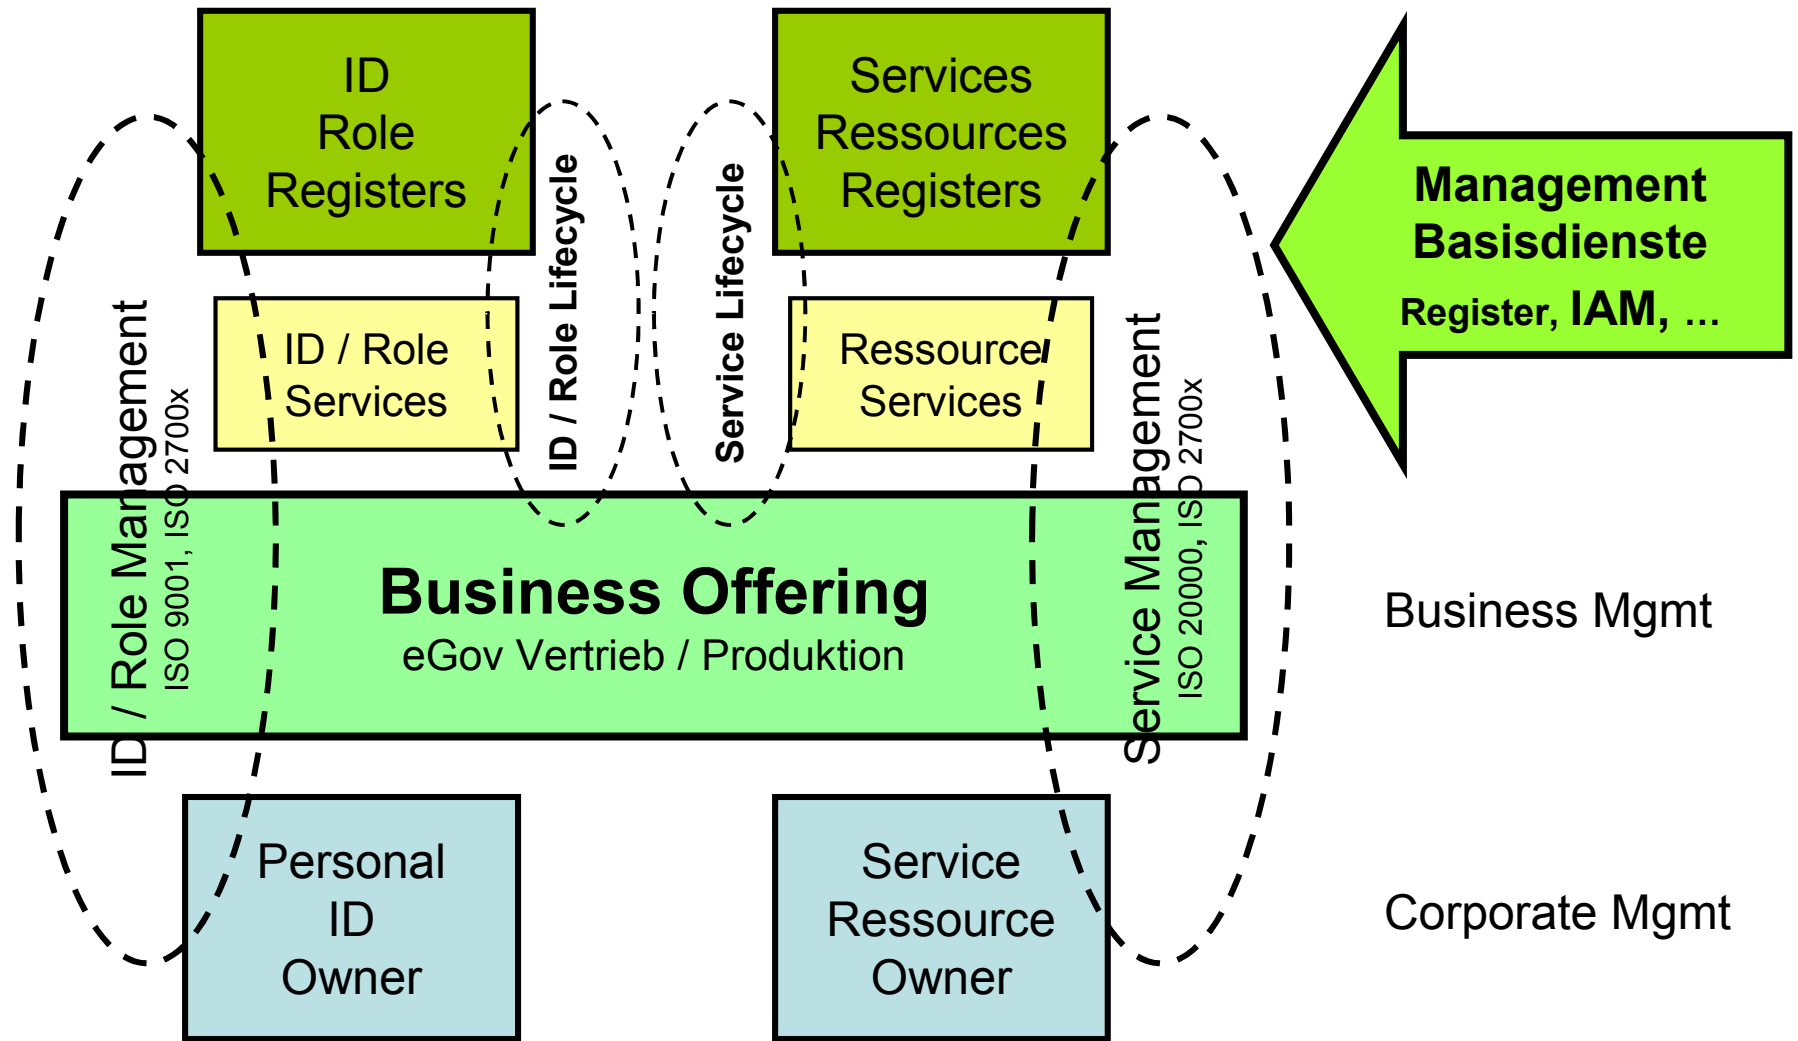 ID
Role
Registers
Services
Ressources
Registers
Management
Basisdienste
Register, IAM, …
ID / Role Lifecycle
Service Lifecycle
ID / Role
Services
Ressource
Services
ID / Role Management
ISO 9001, ISO 2700x
Service Management
ISO 20000, ISO 2700x
Business Offering
eGov Vertrieb / Produktion
Business Mgmt
Personal
ID
Owner
Service
Ressource
Owner
Corporate Mgmt